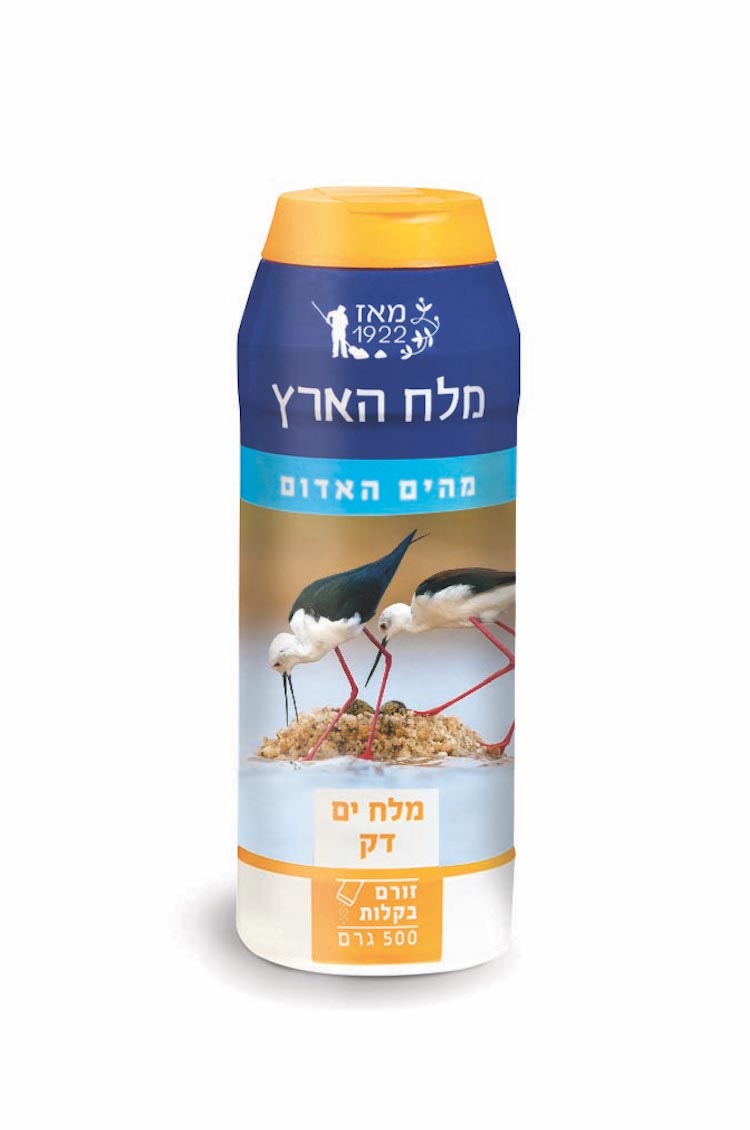 מאז
1922
מלח הארץ
מהים האדום
מלח ים
דק
זורם
בקלות
500 גרם